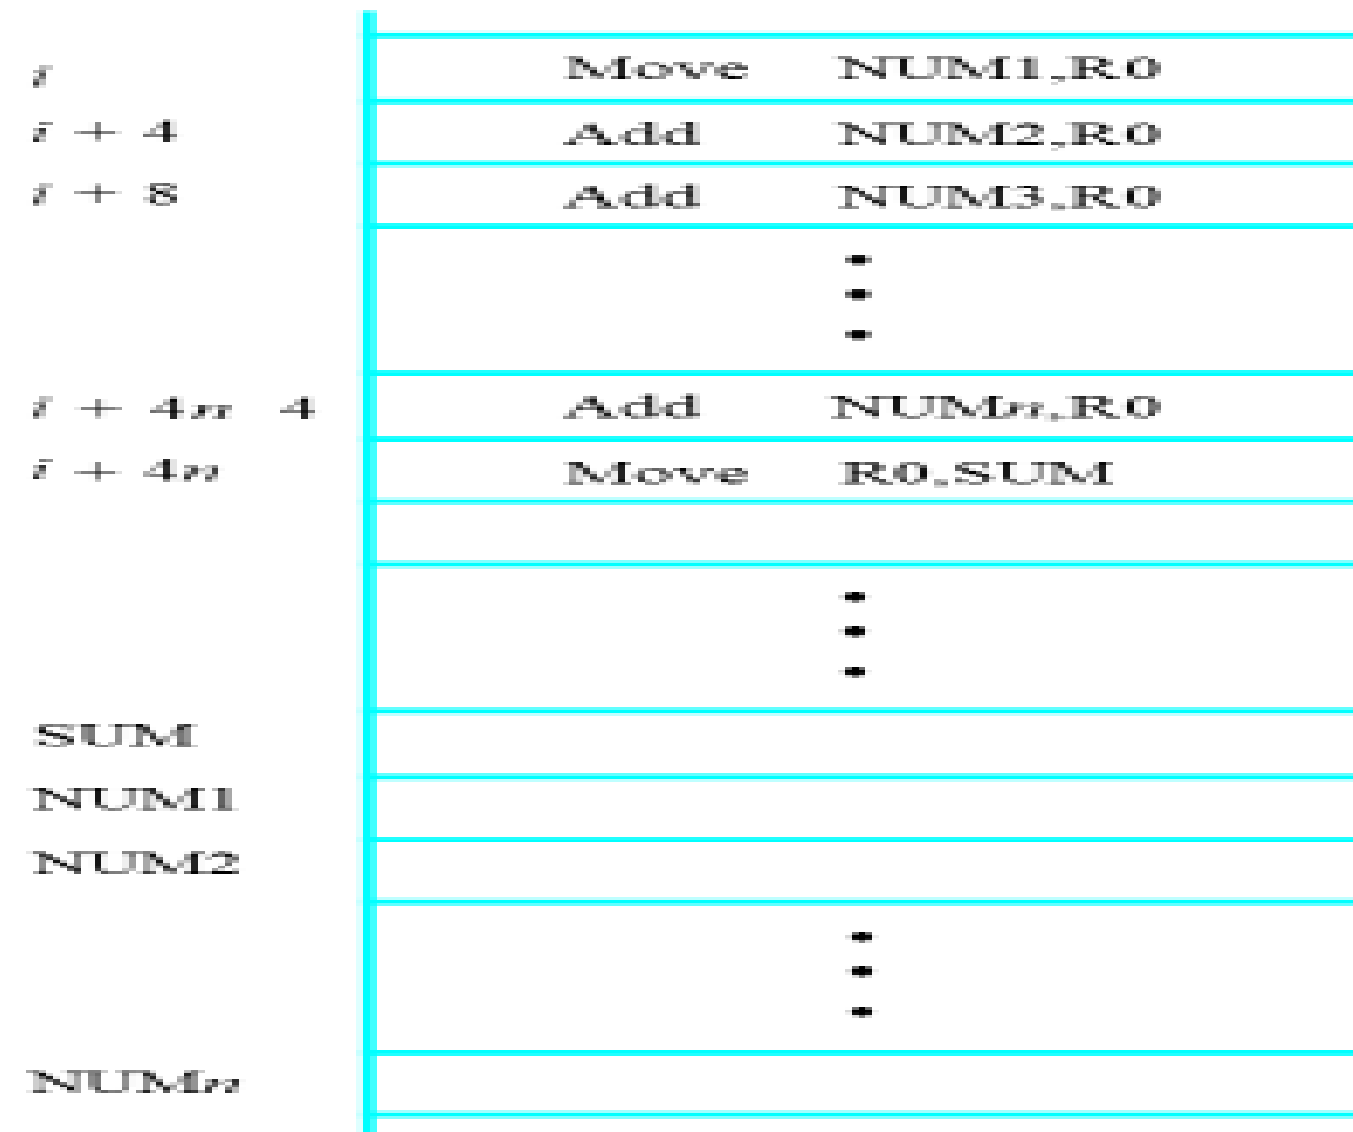 i Move NUM1,R0
i + 4 Add NUM2,R0
i + 8 Add NUM3,R0
i + 4n 4 Add NUMn,R0
i + 4n Move R0,SUM
SUM
NUM1
NUM2
NUMn